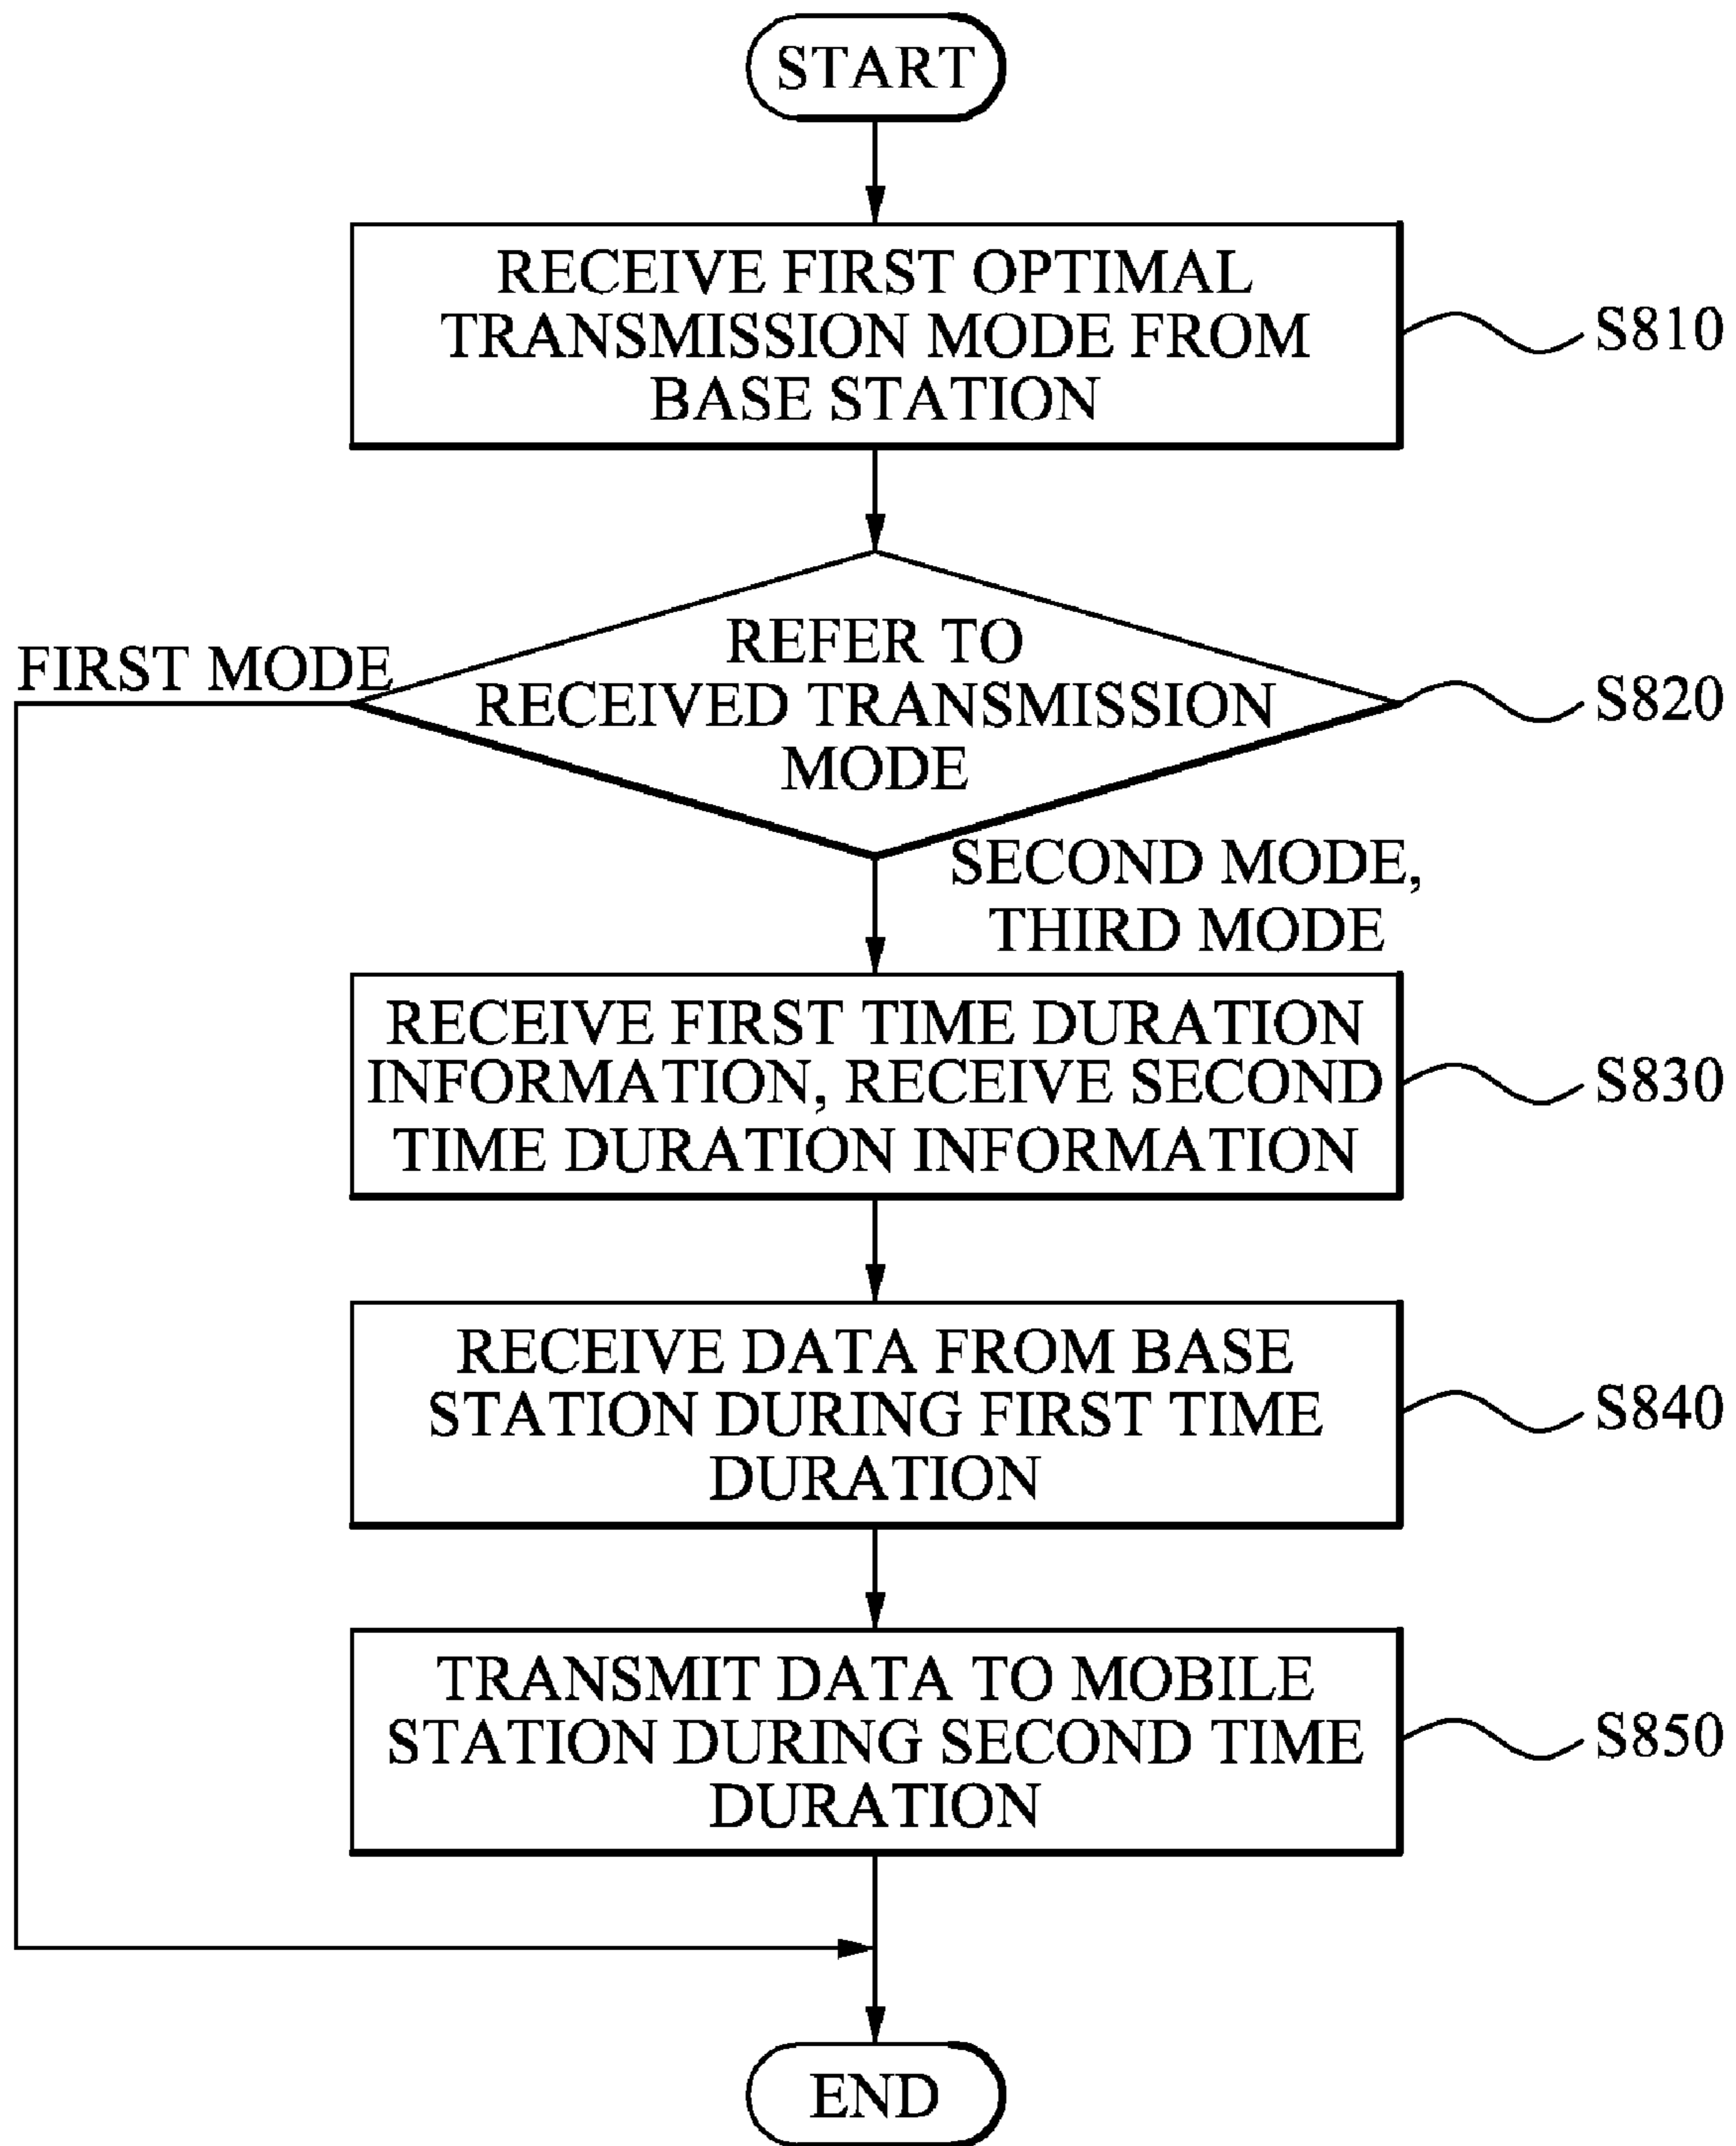 START
RECEIVE FIRST OPTIMAL
TRANSMISSION MODE FROM
BASE STATION
S810
FIRST MODE
REFER TO
RECEIVED TRANSMISSION
MODE
S820
SECOND MODE,
THIRD MODE
RECEIVE FIRST TIME DURATION
INFORMATION, RECEIVE SECOND
TIME DURATION INFORMATION
S830
RECEIVE DATA FROM BASE
STATION DURING FIRST TIME
DURATION
S840
TRANSMIT DATA TO MOBILE
STATION DURING SECOND TIME
DURATION
S850
END